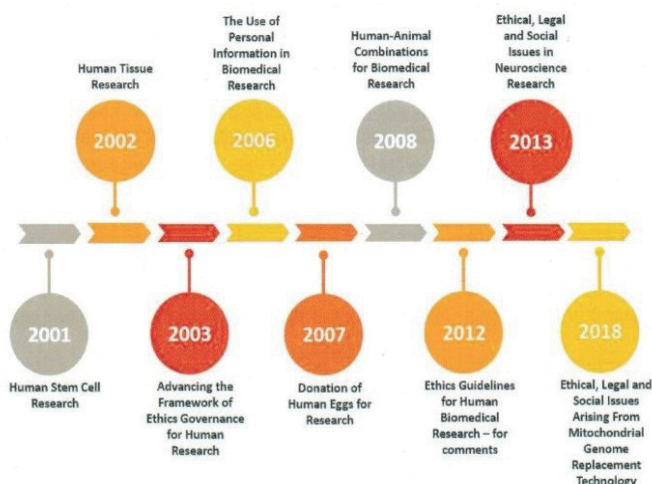 Human Tissue
Research
2002
The Use of
Personal
Information in
Biomedical
Research
2006
Human-Animal
Combinations
for Biomedical
Research
2008
Ethical, Legal
and Social
Issues in
Neuroscience
Research
2013
2001
Human Stem Cell
Research
2003
Advancing the
Framework of
Ethics Governance
for Human
Research
2007
Donation of
Human Eggs for
Research
2012
Ethics Guidelines
for Human
Biomedical
Research – for
comments
2018
Ethical, Legal and
Social Issues
Arising From
Mitochondrial
Genome
Replacement
Technology